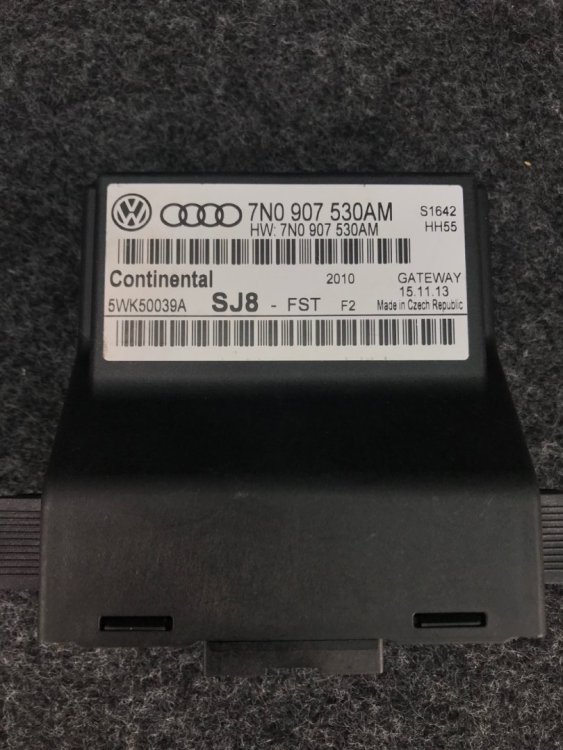 7N0 907 530AM S1642
HW: 7N0 907 530AM HH55
Continental 2010 GATEWAY
15.11.13
5WK50039A SJ8 - FST F2 Made in Czech Republic